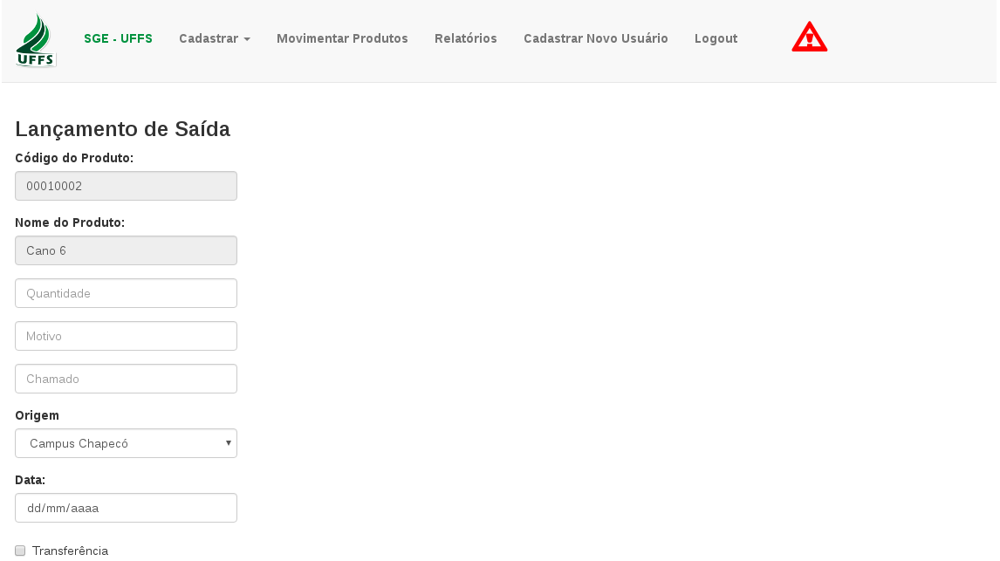 UFFS
SGE - UFFS Cadastrar Movimentar Produtos Relatórios Cadastrar Novo Usuário Logout
Lançamento de Saída
Código do Produto:
00010002
Nome do Produto:
Cano 6
Quantidade
Motivo
Chamado
Origem
Campus Chapecó
Data:
dd/mm/aaaa
Transferência